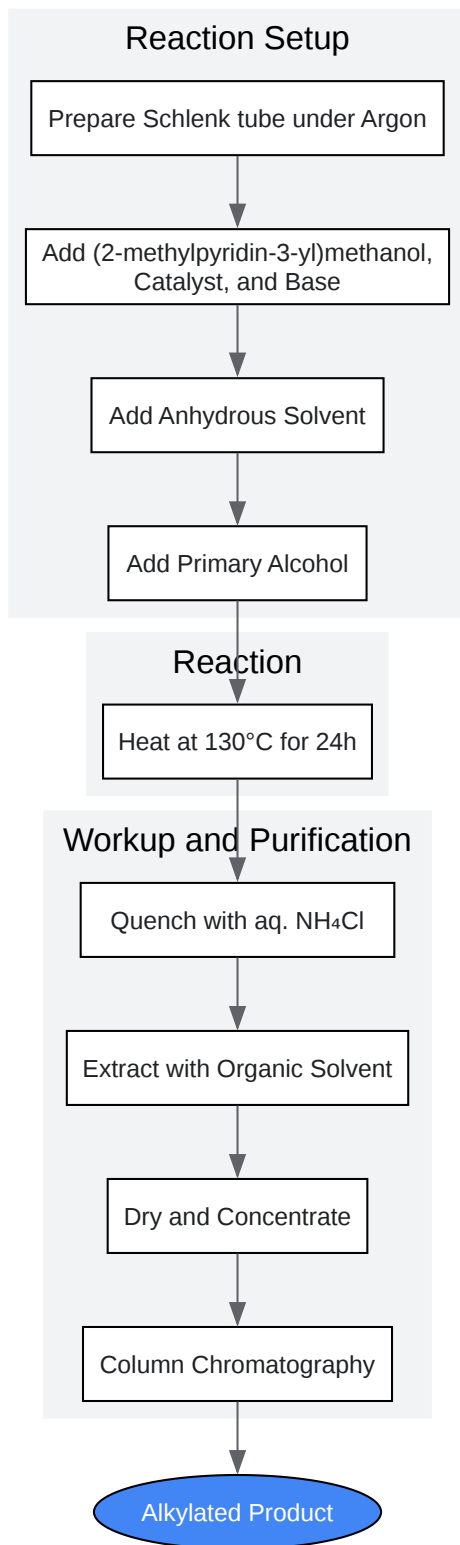 Reaction Setup
Prepare Schlenk tube under Argon
Add (2-methylpyridin-3-yl)methanol,
Catalyst, and Base
Add Anhydrous Solvent
Add Primary Alcohol
Reaction
Heat at 130°C for 24h
Workup and Purification
Quench with aq. NH₄Cl
Extract with Organic Solvent
Dry and Concentrate
Column Chromatography
Alkylated Product